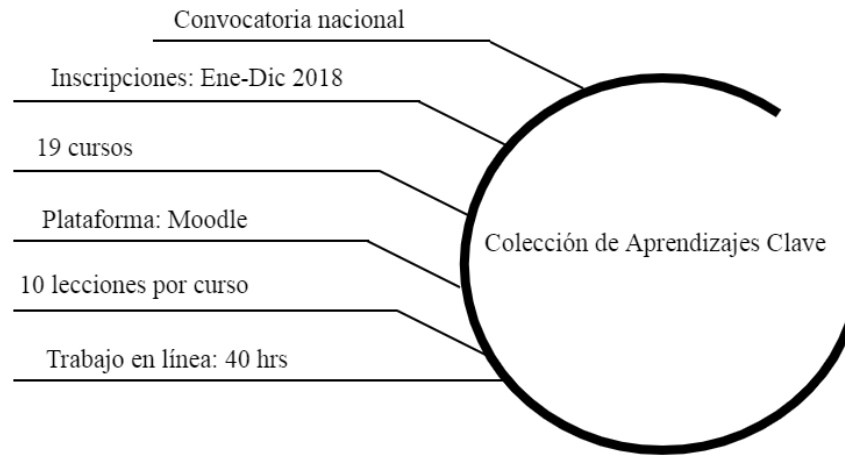 Convocatoria nacional
Inscripciones: Ene-Dic 2018
19 cursos
Plataforma: Moodle
Colección de Aprendizajes Clave
10 lecciones por curso
Trabajo en línea: 40 hrs